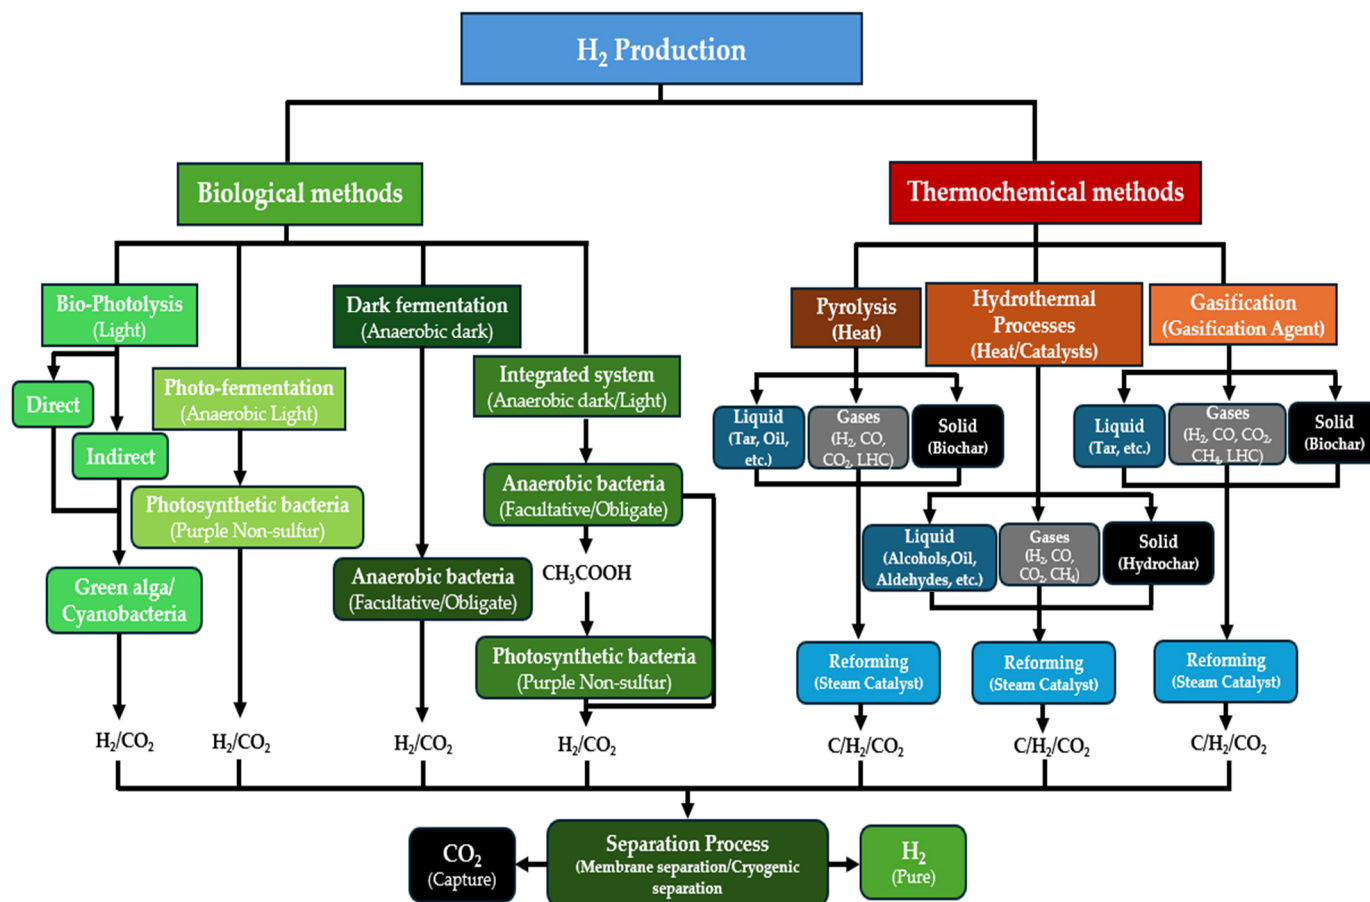 H₂ Production
Biological methods
Thermochemical methods
Bio-Photolysis
(Light)
Direct
Indirect
Green alga/
Cyanobacteria
H₂/CO₂
Photo-fermentation
(Anaerobic Light)
Photosynthetic bacteria
(Purple Non-sulfur)
H₂/CO₂
Dark fermentation
(Anaerobic dark)
Anaerobic bacteria
(Facultative/Obligate)
H₂/CO₂
Integrated system
(Anaerobic dark/Light)
Anaerobic bacteria
(Facultative/Obligate)
CH₃COOH
Photosynthetic bacteria
(Purple Non-sulfur)
H₂/CO₂
Pyrolysis
(Heat)
Liquid
(Tar, Oil,
etc.)
Gases
(H₂, CO,
CO₂, LHC)
Solid
(Biochar)
Reforming
(Steam Catalyst)
C/H₂/CO₂
Hydrothermal
Processes
(Heat/Catalysts)
Liquid
(Alcohols,Oil,
Aldehydes, etc.)
Gases
(H₂, CO,
CO₂, CH₄)
Solid
(Hydrochar)
Reforming
(Steam Catalyst)
C/H₂/CO₂
Gasification
(Gasification Agent)
Liquid
(Tar, etc.)
Gases
(H₂, CO, CO₂,
CH₄, LHC)
Solid
(Biochar)
Reforming
(Steam Catalyst)
C/H₂/CO₂
CO₂
(Capture)
Separation Process
(Membrane separation/Cryogenic
separation
H₂
(Pure)